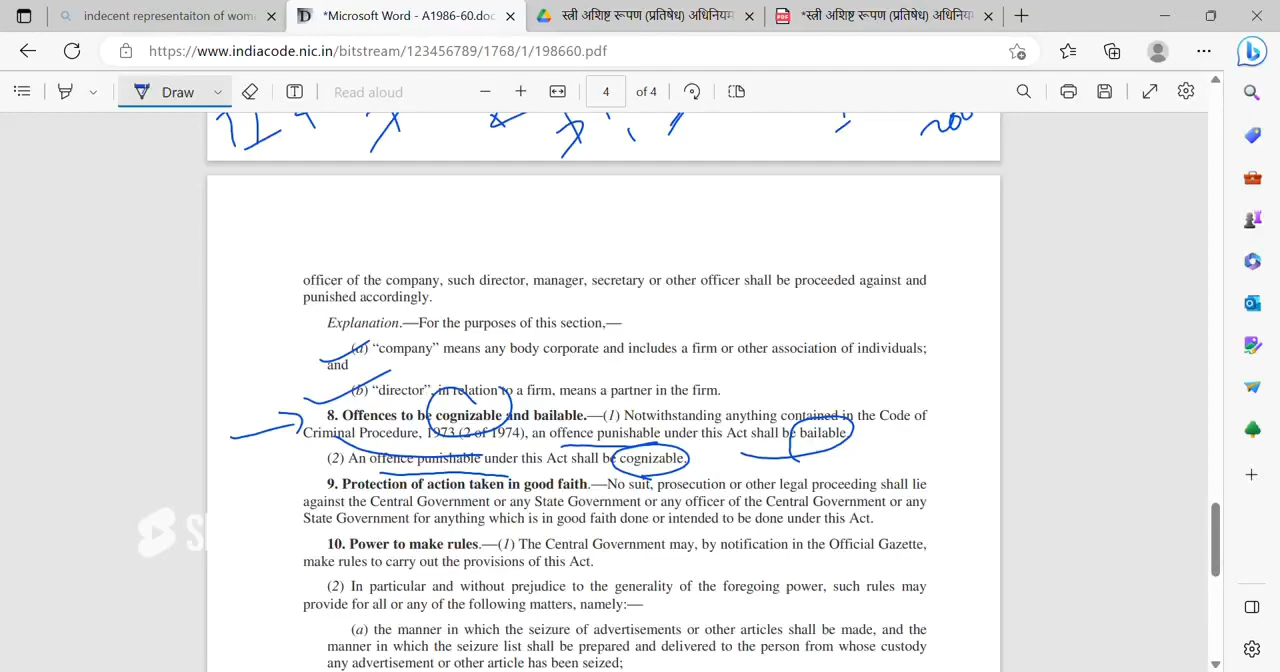 indecent representaiton of wom
*Microsoft Word - A1986-60.doc
स्त्री अशिष्ट रूपण (प्रतिषेध) अधिनियम
*स्त्री अशिष्ट रूपण (प्रतिषेध) अधिनियम
https://www.indiacode.nic.in/bitstream/123456789/1768/1/198660.pdf
Draw
Read aloud
4 of 4
officer of the company, such director, manager, secretary or other officer shall be proceeded against and
punished accordingly.
Explanation.—For the purposes of this section,—
(a) “company” means any body corporate and includes a firm or other association of individuals;
and
(b) “director”, in relation to a firm, means a partner in the firm.
8. Offences to be cognizable and bailable.—(1) Notwithstanding anything contained in the Code of
Criminal Procedure, 1973 (2 of 1974), an offence punishable under this Act shall be bailable.
(2) An offence punishable under this Act shall be cognizable.
9. Protection of action taken in good faith.—No suit, prosecution or other legal proceeding shall lie
against the Central Government or any State Government or any officer of the Central Government or any
State Government for anything which is in good faith done or intended to be done under this Act.
10. Power to make rules.—(1) The Central Government may, by notification in the Official Gazette,
make rules to carry out the provisions of this Act.
(2) In particular and without prejudice to the generality of the foregoing power, such rules may
provide for all or any of the following matters, namely:—
(a) the manner in which the seizure of advertisements or other articles shall be made, and the
manner in which the seizure list shall be prepared and delivered to the person from whose custody
any advertisement or other article has been seized;